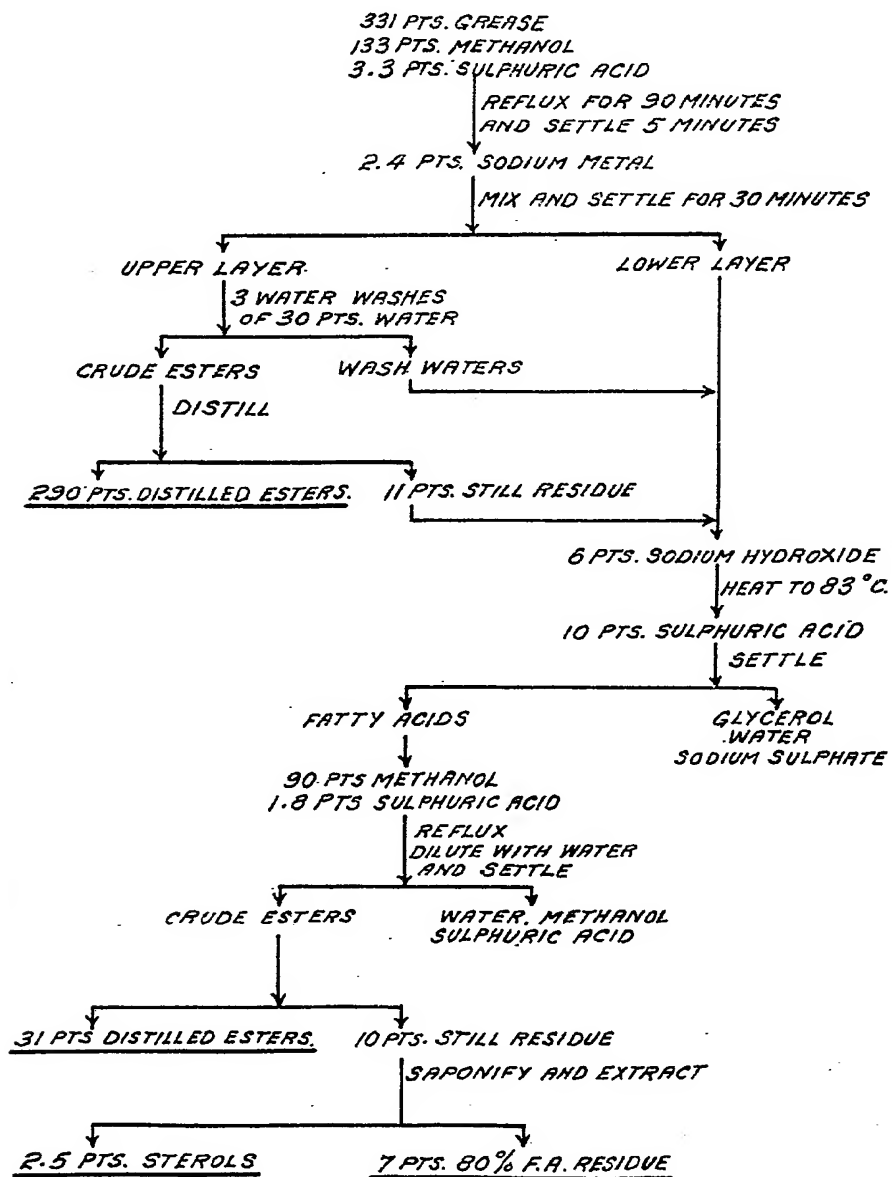 331 PTS. GREASE
133 PTS. METHANOL
3.3 PTS. SULPHURIC ACID
REFLUX FOR 90 MINUTES
AND SETTLE 5 MINUTES
2.4 PTS. SODIUM METAL
MIX AND SETTLE FOR 30 MINUTES
UPPER LAYER.
LOWER LAYER
3 WATER WASHES
OF 30 PTS. WATER
CRUDE ESTERS
WASH WATERS
DISTILL
290 PTS. DISTILLED ESTERS.
11 PTS. STILL RESIDUE
6 PTS. SODIUM HYDROXIDE
HEAT TO 83°C.
10 PTS. SULPHURIC ACID
SETTLE
FATTY ACIDS
GLYCEROL
WATER
SODIUM SULPHATE
90 PTS METHANOL
1.8 PTS SULPHURIC ACID
REFLUX
DILUTE WITH WATER
AND SETTLE
CRUDE ESTERS
WATER, METHANOL
SULPHURIC ACID
31 PTS DISTILLED ESTERS.
10 PTS. STILL RESIDUE
SAPONIFY AND EXTRACT
2.5 PTS. STEROLS
7 PTS. 80% F.A. RESIDUE